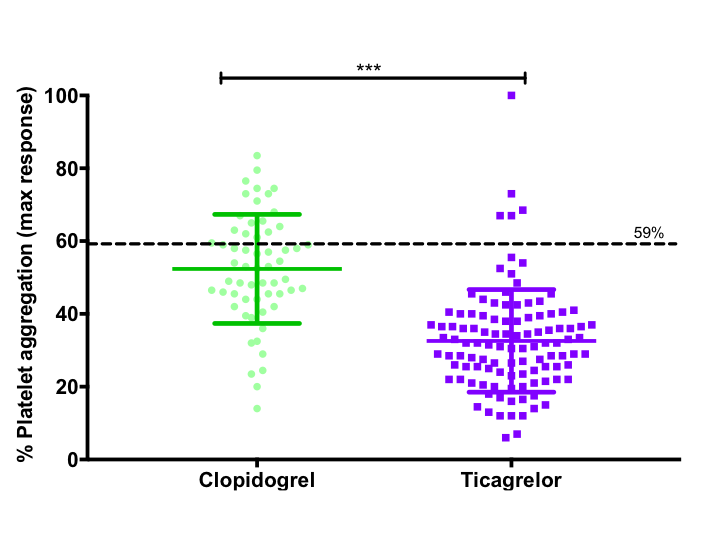 ***
% Platelet aggregation (max response)
100
80
60
40
20
0
59%
Clopidogrel
Ticagrelor